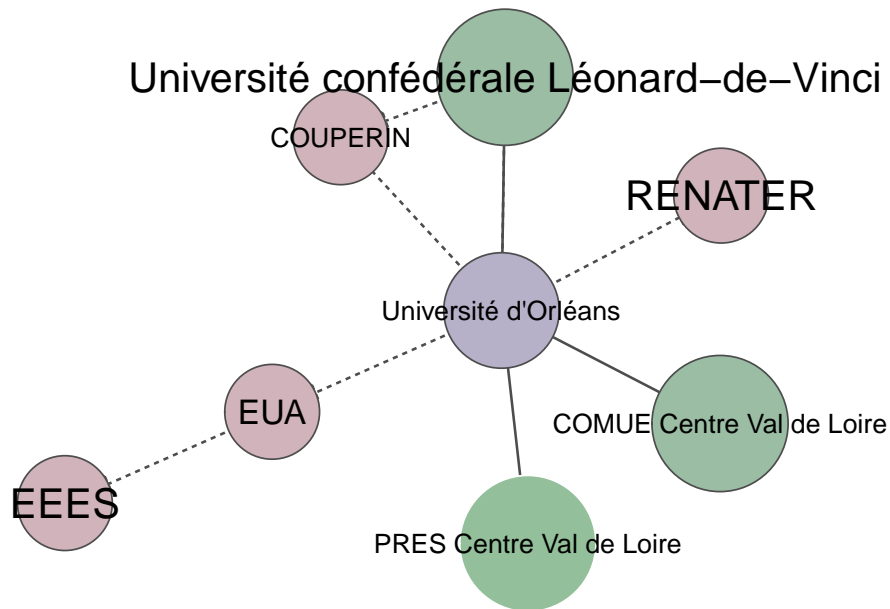 Université confédérale Léonard−de−Vinci
COUPERIN
RENATER
Université d'Orléans
EUA
COMUE Centre Val de Loire
EEES
PRES Centre Val de Loire